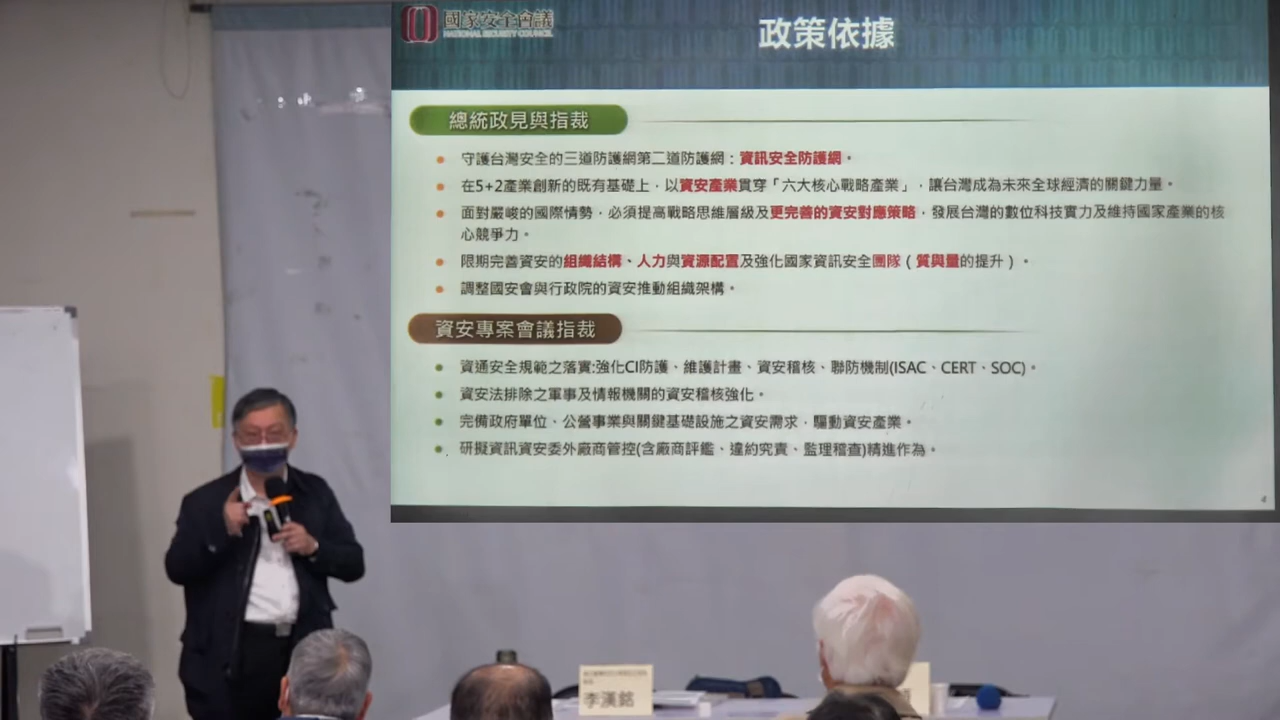 國家安全會議
NATIONAL SECURITY COUNCIL
政策依據
總統政見與指裁
• 守護台灣安全的三道防護網第二道防護網：資訊安全防護網。
• 在5+2產業創新的既有基礎上，以資安產業貫穿「六大核心戰略產業」，讓台灣成為未來全球經濟的關鍵力量。
• 面對嚴峻的國際情勢，必須提高戰略思維層級及更完善的資安對應策略，發展台灣的數位科技實力及維持國家產業的核
心競爭力。
• 限期完善資安的組織結構、人力與資源配置及強化國家資訊安全團隊（質與量的提升）。
• 調整國安會與行政院的資安推動組織架構。
資安專案會議指裁
• 資通安全規範之落實:強化CI防護、維護計畫、資安稽核、聯防機制(ISAC、CERT、SOC)。
• 資安法排除之軍事及情報機關的資安稽核強化。
• 完備政府單位、公營事業與關鍵基礎設施之資安需求，驅動資安產業。
• 研擬資訊資安委外廠商管控(含廠商評鑑、違約究責、監理稽查)精進作為。
4
李漢銘